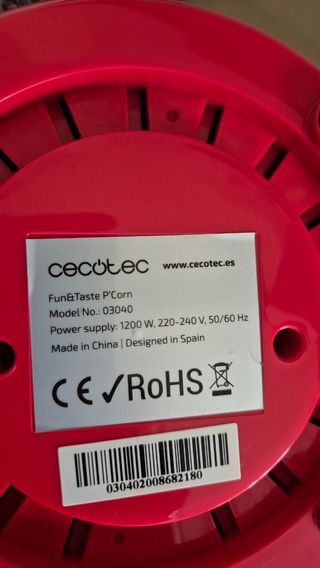 cecotec www.cecotec.es
Fun&Taste P'Corn
Model No.: 03040
Power supply: 1200 W, 220-240 V, 50/60 Hz
Made in China | Designed in Spain
CE ✓RoHS
030402008682180